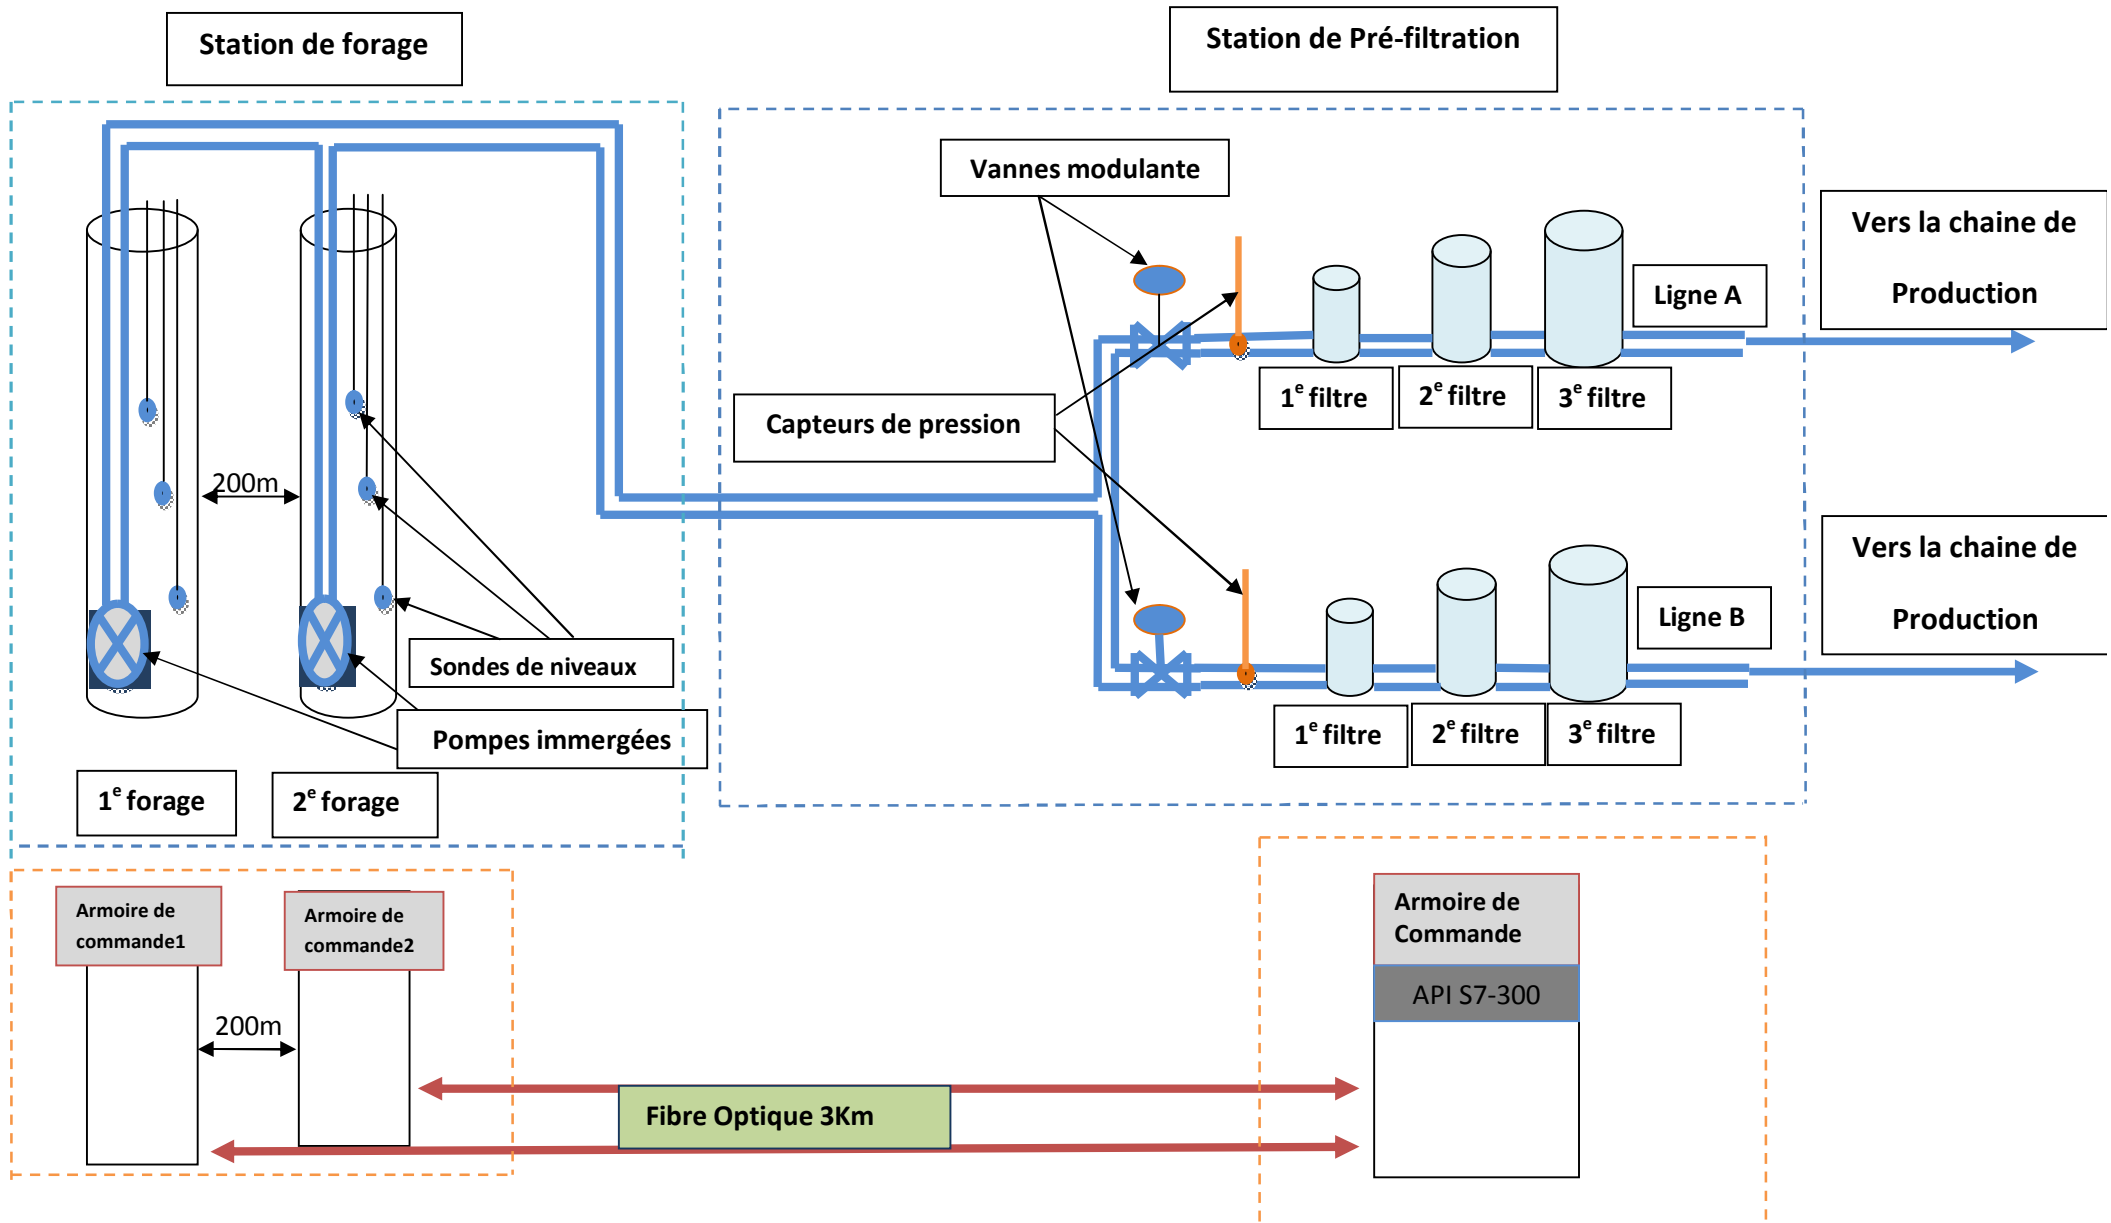 Station de forage
Station de Pré-filtration
Vannes modulante
Vers la chaine de
Production
Ligne A
1e filtre
2e filtre
3e filtre
Capteurs de pression
200m
Vers la chaine de
Production
Ligne B
Sondes de niveaux
1e filtre
2e filtre
3e filtre
Pompes immergées
1e forage
2e forage
Armoire de
commande1
Armoire de
commande2
Armoire de
Commande
API S7-300
200m
Fibre Optique 3Km